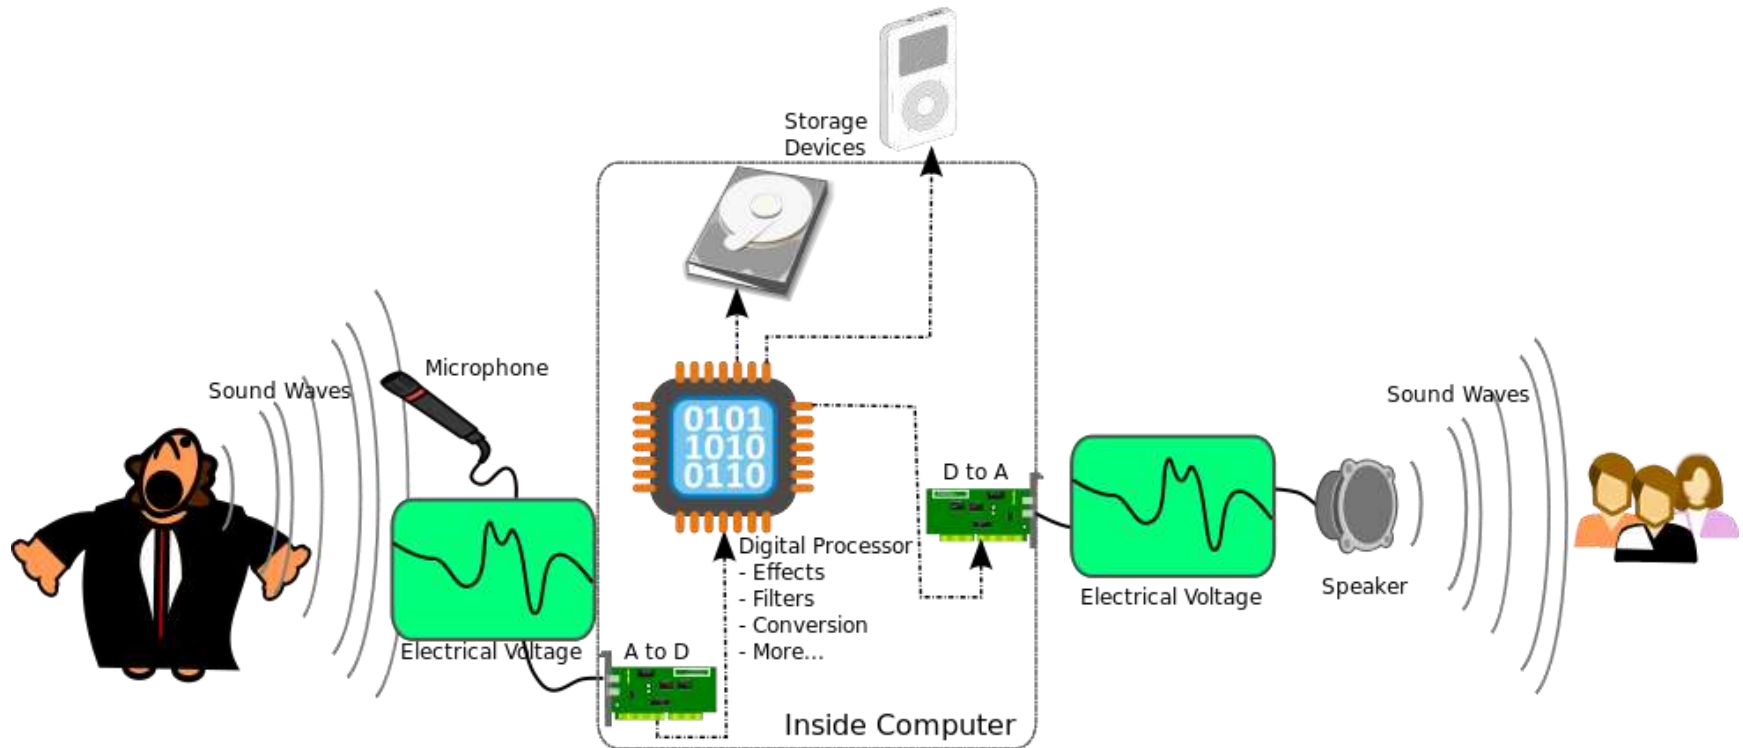 Storage
Devices
Sound Waves
Microphone
Sound Waves
0101
1010
0110
D to A
Digital Processor
- Effects
- Filters
- Conversion
- More...
Electrical Voltage
Speaker
Electrical Voltage
A to D
Inside Computer